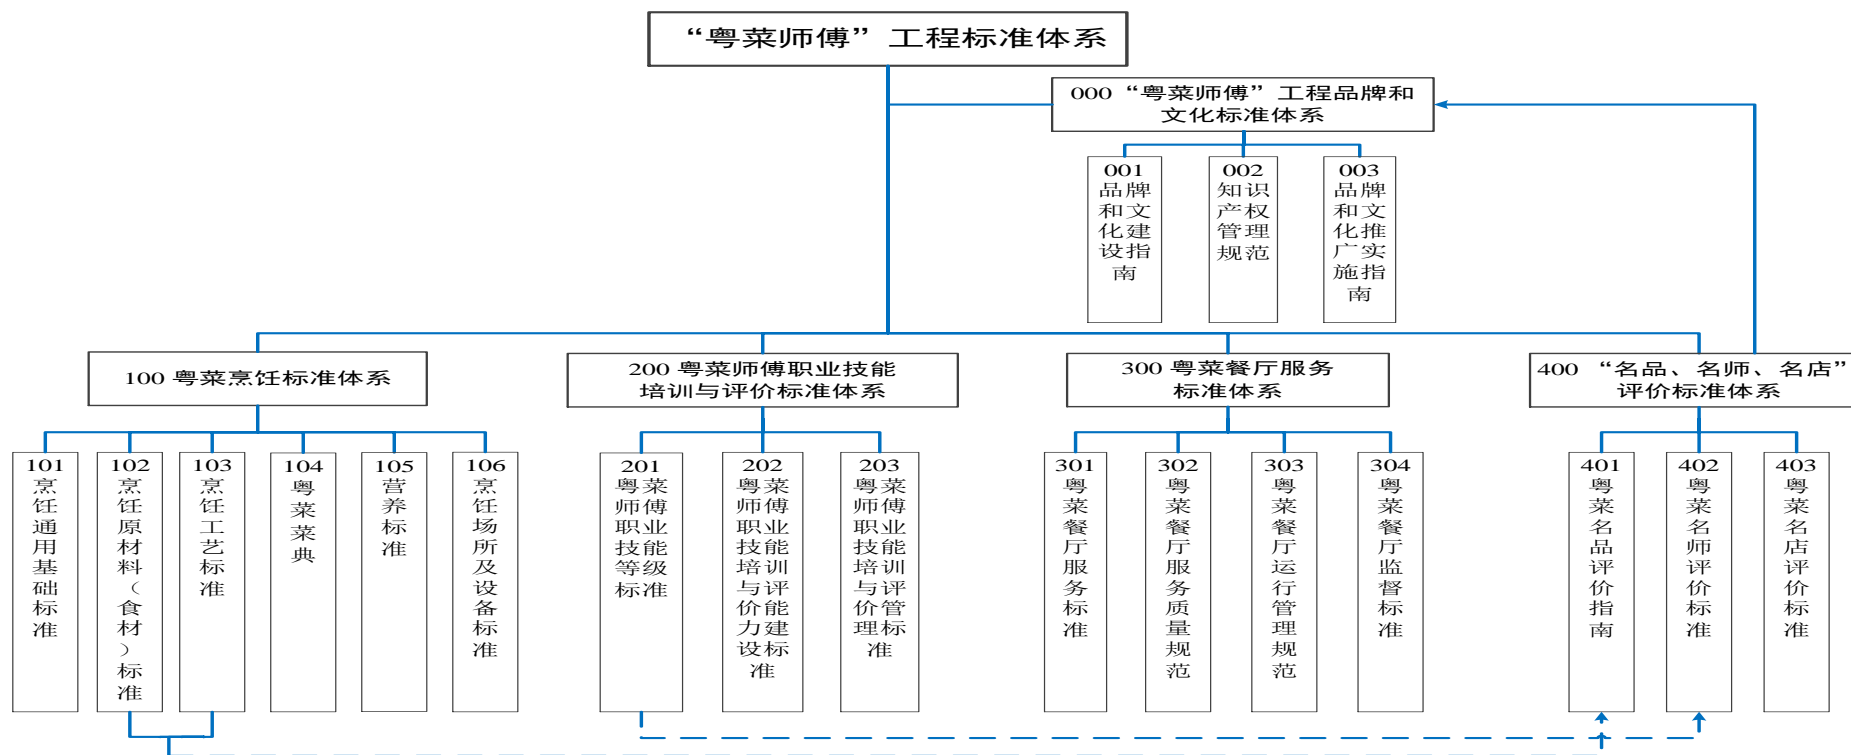 “粤菜师傅”工程标准体系
000“粤菜师傅”工程品牌和
文化标准体系
001
品牌
和文
化建
设指
南
002
知识
产权
管理
规范
003
品牌
和文
化推
广实
施指
南
100 粤菜烹饪标准体系
200 粤菜师傅职业技能
培训与评价标准体系
300 粤菜餐厅服务
标准体系
400 “名品、名师、名店”
评价标准体系
101
烹饪通用基础标准
102
烹饪原材料（食材）标准
103
烹饪工艺标准
104
粤菜菜典
105
营养标准
106
烹饪场所及设备标准
201
粤菜
师傅
职业
技能
等级
标准
202
粤菜
师傅
职业
技能
培训
与评
价能
力建
设标
准
203
粤菜
师傅
职业
技能
培训
与评
价管
理标
准
301
粤菜餐厅服务标准
302
粤菜餐厅服务质量规范
303
粤菜餐厅运行管理规范
304
粤菜餐厅监督标准
401
粤菜名品评价指南
402
粤菜名师评价标准
403
粤菜名店评价标准